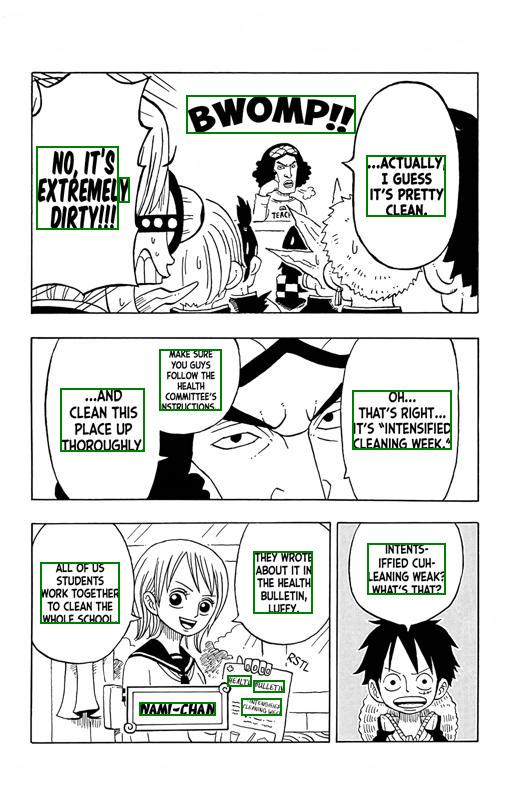 BWOMP!!
...ACTUALLY,
I GUESS
IT'S PRETTY
CLEAN.
TEACH
NO, IT'S
EXTREMELY
DIRTY!!!
OH...
THAT'S RIGHT...
IT'S "INTENSIFIED
CLEANING WEEK."
MAKE SURE
YOU GUYS
FOLLOW THE
HEALTH
COMMITTEE'S
INSTRUCTIONS...
...AND
CLEAN THIS
PLACE UP
THOROUGHLY
INTENTS-
IFFIED CUH-
LEANING WEAK?
WHAT'S THAT?
THEY WROTE
ABOUT IT IN
THE HEALTH
BULLETIN,
LUFFY.
RSTL
ALL OF US
STUDENTS
WORK TOGETHER
TO CLEAN THE
WHOLE SCHOOL.
HEALTH
BULLETIN
INTENSIFIED
CLEANING WEEK
NAMI-CHAN